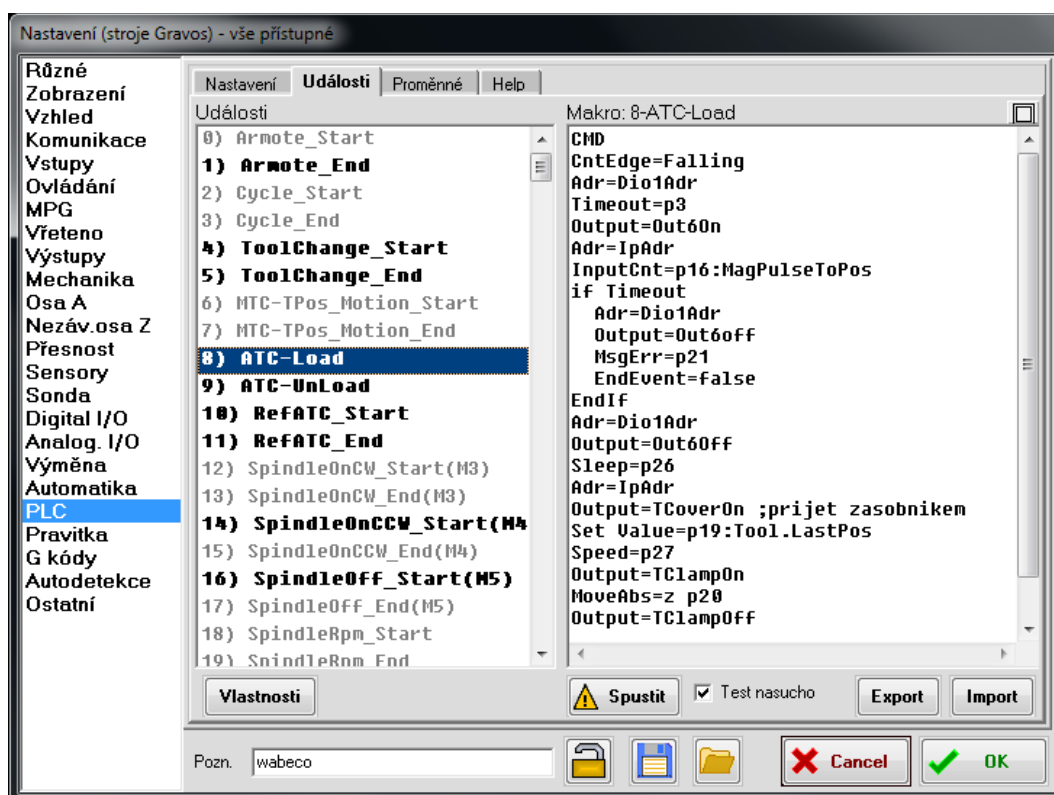 Nastavení (stroje Gravos) - vše přístupné
Různé
Zobrazení
Vzhled
Komunikace
Vstupy
Ovládání
MPG
Vřeteno
Výstupy
Mechanika
Osa A
Nezáv.osa Z
Přesnost
Sensory
Sonda
Digital I/O
Analog. I/O
Výměna
Automatika
PLC
Pravitka
G kódy
Autodetekce
Ostatní
Nastavení Události Proměnné Help
Události
0) Armote_Start
1) Armote_End
2) Cycle_Start
3) Cycle_End
4) ToolChange_Start
5) ToolChange_End
6) MTC-TPos_Motion_Start
7) MTC-TPos_Motion_End
8) ATC-Load
9) ATC-UnLoad
10) RefATC_Start
11) RefATC_End
12) SpindleOnCW_Start(M3)
13) SpindleOnCW_End(M3)
14) SpindleOnCCW_Start(M4
15) SpindleOnCCW_End(M4)
16) SpindleOff_Start(M5)
17) SpindleOff_End(M5)
18) SpindleRpm_Start
19) SpindleRpm_End
Makro: 8-ATC-Load
CMD
CntEdge=Falling
Adr=Dio1Adr
Timeout=p3
Output=Out6On
Adr=IpAdr
InputCnt=p16:MagPulseToPos
if Timeout
Adr=Dio1Adr
Output=Out6off
MsgErr=p21
EndEvent=false
EndIf
Adr=Dio1Adr
Output=Out6Off
Sleep=p26
Adr=IpAdr
Output=TCoverOn ;prijet zasobnikem
Set Value=p19:Tool.LastPos
Speed=p27
Output=TClampOn
MoveAbs=z p20
Output=TClampOff
Vlastnosti
Spustit Test nasucho Export Import
Pozn. wabeco Cancel OK